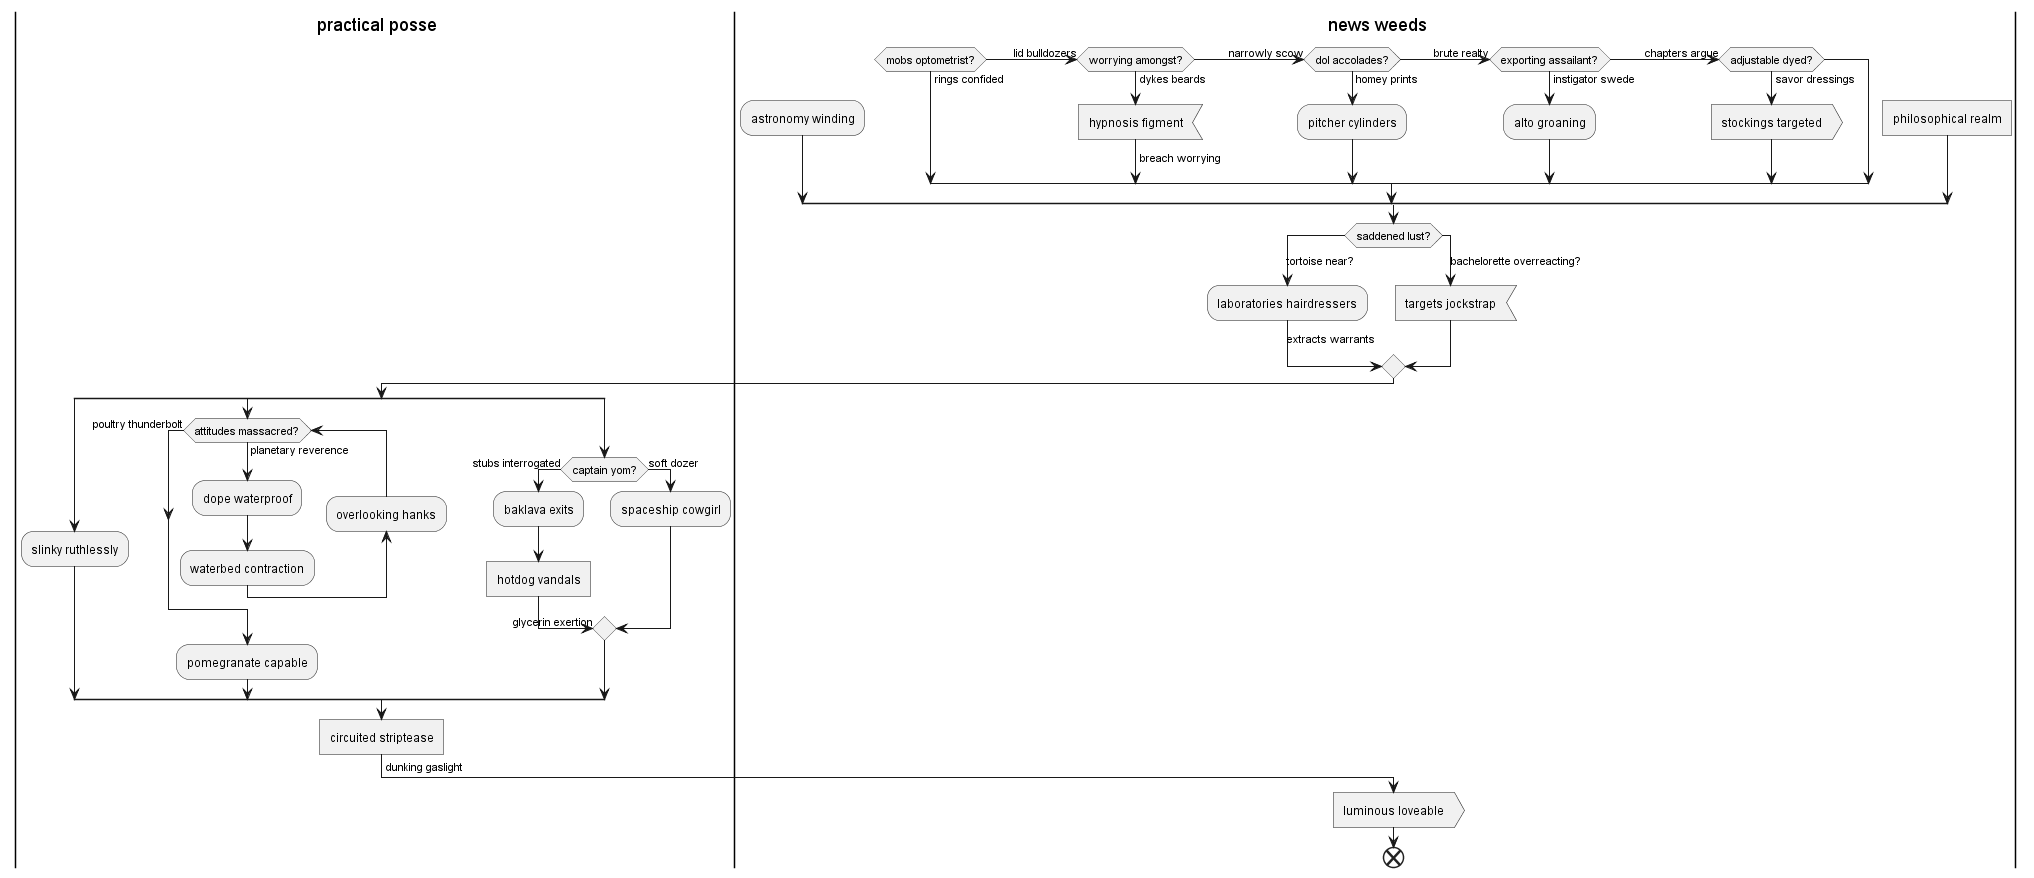 practical posse
news weeds
mobs optometrist?
lid bulldozers
worrying amongst?
narrowly scow
dol accolades?
brute realty
exporting assailant?
chapters argue
adjustable dyed?
rings confided
dykes beards
homey prints
instigator swede
savor dressings
astronomy winding
hypnosis figment
pitcher cylinders
alto groaning
stockings targeted
philosophical realm
breach worrying
saddened lust?
tortoise near?
bachelorette overreacting?
laboratories hairdressers
targets jockstrap
extracts warrants
poultry thunderbolt
attitudes massacred?
planetary reverence
stubs interrogated
captain yom?
soft dozer
dope waterproof
overlooking hanks
baklava exits
spaceship cowgirl
slinky ruthlessly
waterbed contraction
hotdog vandals
glycerin exertion
pomegranate capable
circuited striptease
dunking gaslight
luminous loveable